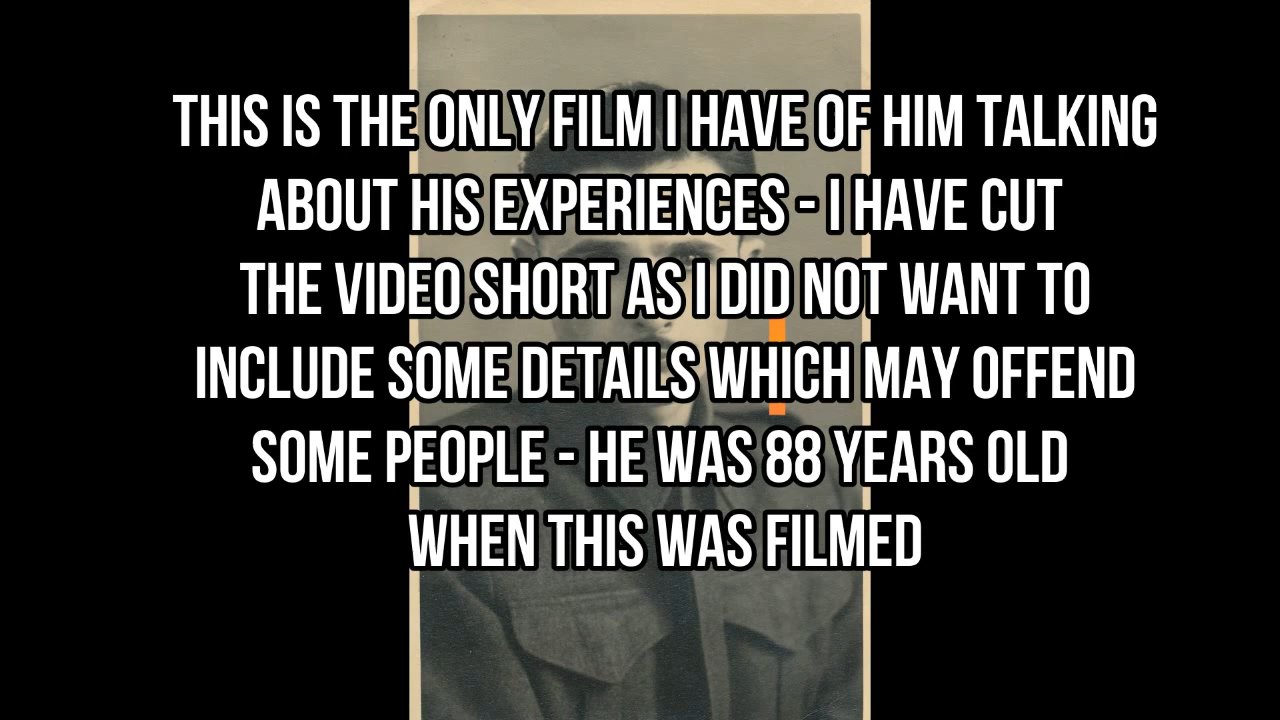 THIS IS THE ONLY FILM I HAVE OF HIM TALKING
ABOUT HIS EXPERIENCES - I HAVE CUT
THE VIDEO SHORT AS I DID NOT WANT TO
INCLUDE SOME DETAILS WHICH MAY OFFEND
SOME PEOPLE - HE WAS 88 YEARS OLD
WHEN THIS WAS FILMED